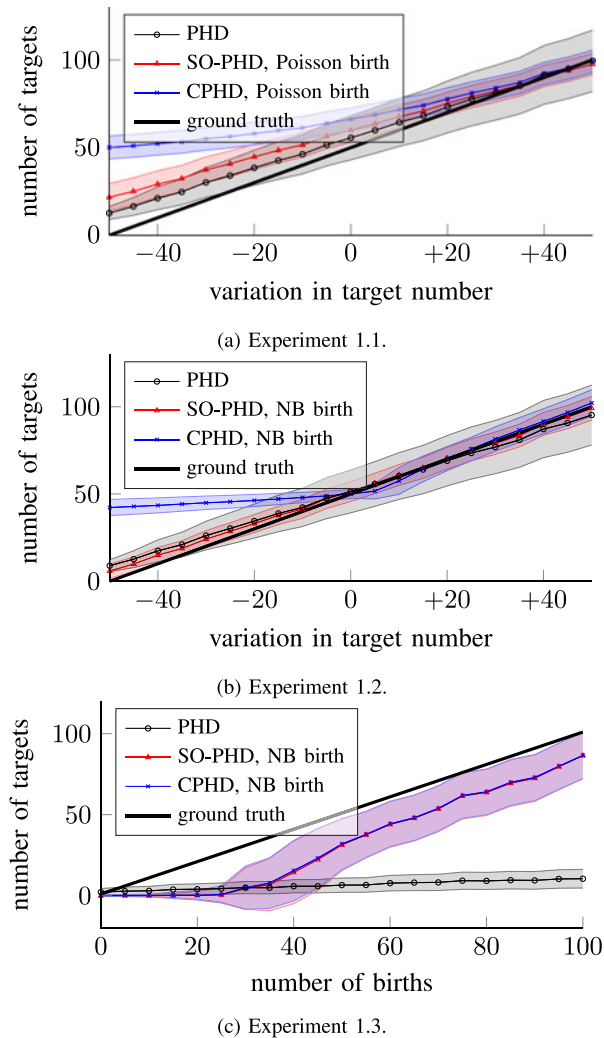 100
50
0
number of targets
PHD
SO-PHD, Poisson birth
CPHD, Poisson birth
ground truth
−40 −20 0 +20 +40
variation in target number
(a) Experiment 1.1.
100
50
0
number of targets
PHD
SO-PHD, NB birth
CPHD, NB birth
ground truth
−40 −20 0 +20 +40
variation in target number
(b) Experiment 1.2.
100
50
0
number of targets
PHD
SO-PHD, NB birth
CPHD, NB birth
ground truth
0 20 40 60 80 100
number of births
(c) Experiment 1.3.